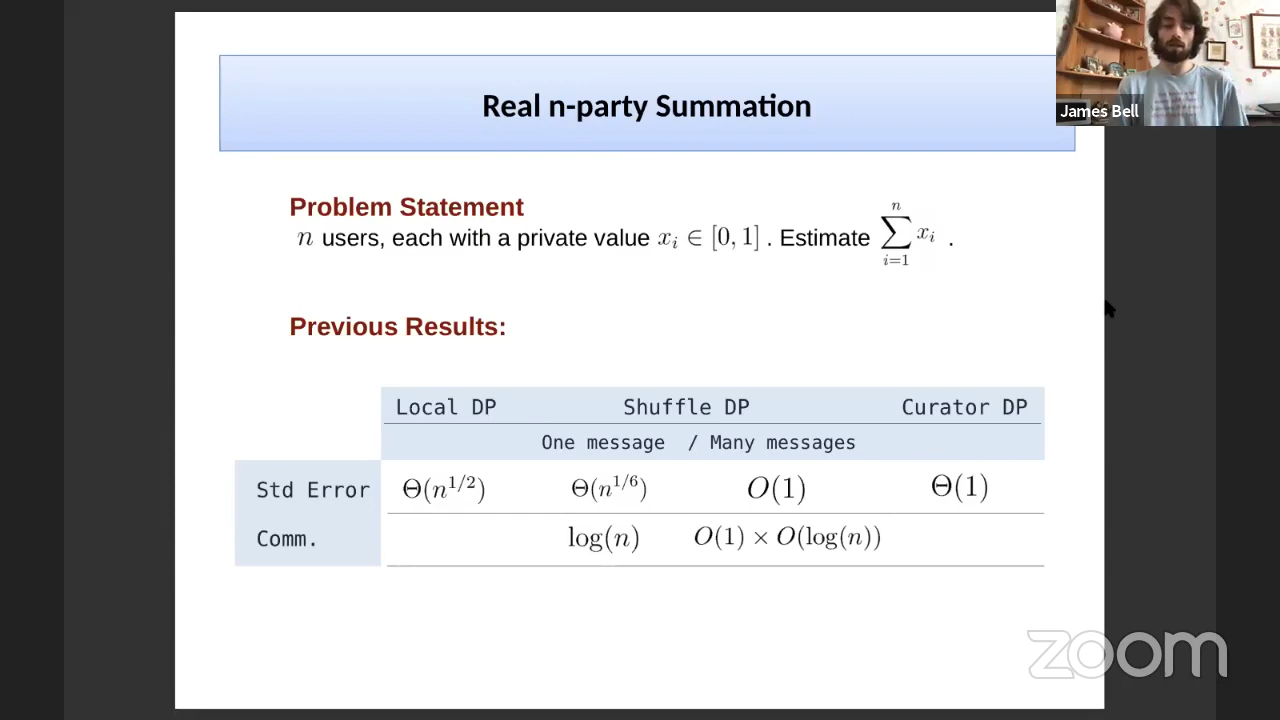 Real n-party Summation
James Bell
Problem Statement
n users, each with a private value x_i ∈ [0, 1] . Estimate \sum_{i=1}^{n} x_i .
Previous Results:
Local DP Shuffle DP Curator DP
One message / Many messages
Std Error Θ(n^{1/2}) Θ(n^{1/6}) O(1) Θ(1)
Comm. log(n) O(1) × O(log(n))
zoom